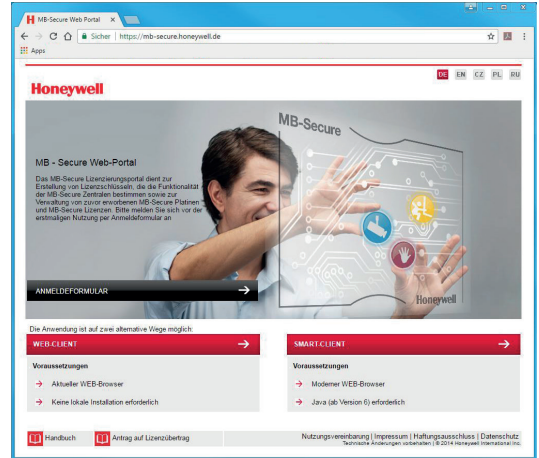 MB-Secure Web Portal
Sicher | https://mb-secure.honeywell.de
Apps
DE EN CZ PL RU
Honeywell
MB-Secure
MB - Secure Web-Portal
Das MB-Secure Lizenzierungsportal dient zur
Erstellung von Lizenzschlüsseln, die die Funktionalität
der MB-Secure Zentralen bestimmen sowie zur
Verwaltung von zuvor erworbenen MB-Secure Platinen
und MB-Secure Lizenzen. Bitte melden Sie sich vor der
erstmaligen Nutzung per Anmeldeformular an
ANMELDEFORMULAR
Honeywell
Die Anwendung ist auf zwei alternative Wege möglich:
WEB-CLIENT
Voraussetzungen
Aktueller WEB-Browser
Keine lokale Installation erforderlich
SMART-CLIENT
Voraussetzungen
Moderner WEB-Browser
Java (ab Version 6) erforderlich
Handbuch
Antrag auf Lizenzübertrag
Nutzungsvereinbarung | Impressum | Haftungsausschluss | Datenschutz
Technische Änderungen vorbehalten | © 2014 Honeywell International Inc.